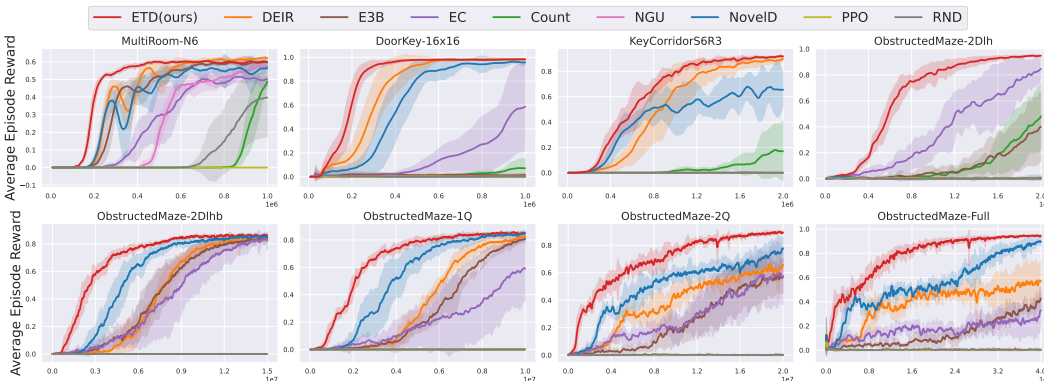 ETD(ours) DEIR E3B EC Count NGU NovelD PPO RND
MultiRoom-N6 DoorKey-16x16 KeyCorridorS6R3 ObstructedMaze-2Dlh
Average Episode Reward
0.6 0.5 0.4 0.3 0.2 0.1 0.0 −0.1
0.0 0.2 0.4 0.6 0.8 1.0
1e6
1.0 0.8 0.6 0.4 0.2 0.0
0.0 0.2 0.4 0.6 0.8 1.0
1e6
0.8 0.6 0.4 0.2 0.0
0.0 0.4 0.8 1.2 1.6 2.0
1e6
1.0 0.8 0.6 0.4 0.2 0.0
0.0 0.4 0.8 1.2 1.6 2.0
1e6
ObstructedMaze-2Dlhb ObstructedMaze-1Q ObstructedMaze-2Q ObstructedMaze-Full
Average Episode Reward
0.8 0.6 0.4 0.2 0.0
0.0 0.3 0.6 0.9 1.2 1.5
1e7
0.8 0.6 0.4 0.2 0.0
0.0 0.2 0.4 0.6 0.8 1.0
1e7
0.8 0.6 0.4 0.2 0.0
0.0 0.4 0.8 1.2 1.6 2.0
1e7
1.0 0.8 0.6 0.4 0.2 0.0
0.0 0.8 1.6 2.4 3.2
1e7